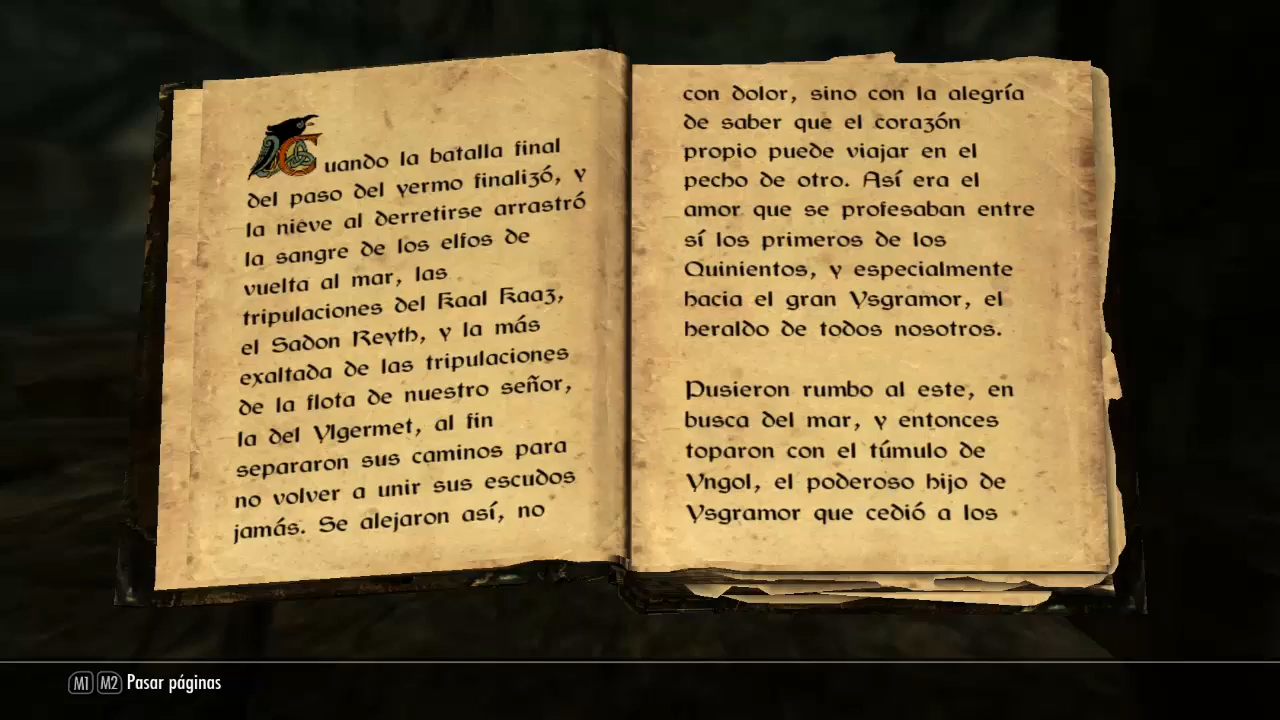 Cuando la batalla final
del paso del yermo finalizó, y
la nieve al derretirse arrastró
la sangre de los elfos de
vuelta al mar, las
tripulaciones del Kaal Kaaz,
el Sadon Reyth, y la más
exaltada de las tripulaciones
de la flota de nuestro señor,
la del Ylgermet, al fin
separaron sus caminos para
no volver a unir sus escudos
jamás. Se alejaron así, no
con dolor, sino con la alegría
de saber que el corazón
propio puede viajar en el
pecho de otro. Así era el
amor que se profesaban entre
sí los primeros de los
Quinientos, y especialmente
hacia el gran Ysgramor, el
heraldo de todos nosotros.
Pusieron rumbo al este, en
busca del mar, y entonces
toparon con el túmulo de
Yngol, el poderoso hijo de
Ysgramor que cedió a los
M1 M2 Pasar páginas